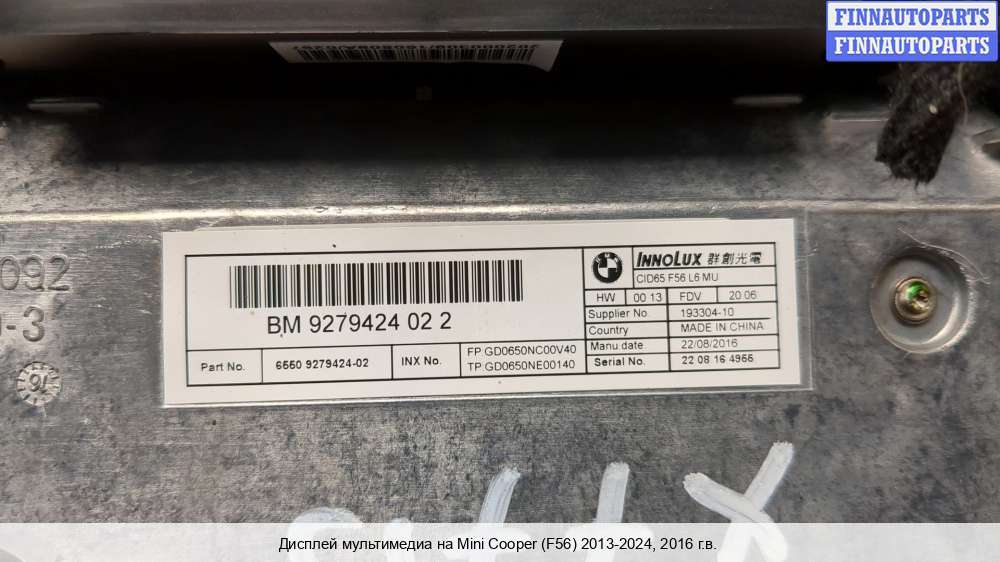 FINNAUTOPARTS
FINNAUTOPARTS
092
-3
BM 9279424 02 2
Part No. 6550 9279424-02 INX No. FP:GD0650NC00V40
TP:GD0650NE00140
INNOLUX 群創光電
CID65 F56 L6 MU
HW 00 13 FDV 20 06
Supplier No. 193304-10
Country MADE IN CHINA
Manu date 22/08/2016
Serial No. 22 08 16 4966
Дисплей мультимедиа на Mini Cooper (F56) 2013-2024, 2016 г.в.